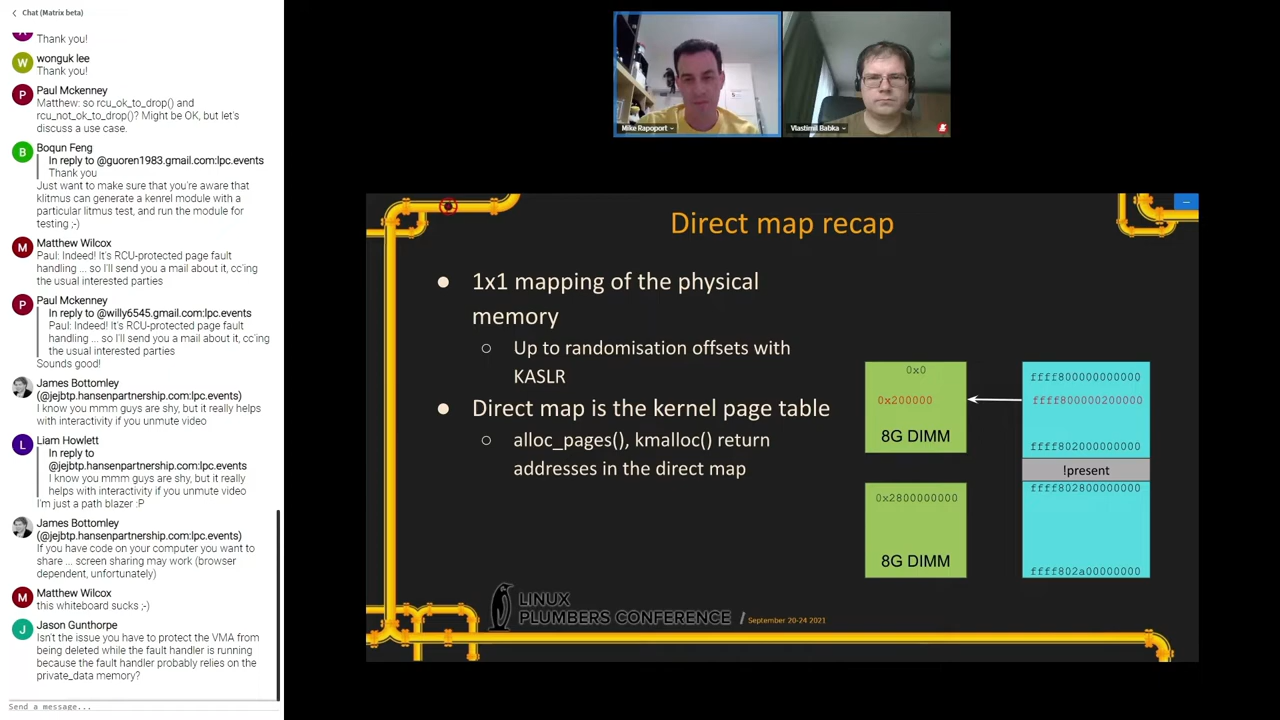 Chat (Matrix beta)
Thank you!
W
wonguk lee
Thank you!
P
Paul Mckenney
Matthew: so rcu_ok_to_drop() and
rcu_not_ok_to_drop()? Might be OK, but let's
discuss a use case.
B
Boqun Feng
In reply to @guoren1983.gmail.com:lpc.events
Thank you
Just want to make sure that you're aware that
klitmus can generate a kenrel module with a
particular litmus test, and run the module for
testing ;-)
M
Matthew Wilcox
Paul: Indeed! It's RCU-protected page fault
handling ... so I'll send you a mail about it, cc'ing
the usual interested parties
P
Paul Mckenney
In reply to @willy6545.gmail.com:lpc.events
Paul: Indeed! It's RCU-protected page fault
handling ... so I'll send you a mail about it, cc'ing
the usual interested parties
Sounds good!
James Bottomley
(@jejbtp.hansenpartnership.com:lpc.events)
I know you mmm guys are shy, but it really helps
with interactivity if you unmute video
L
Liam Howlett
In reply to
@jejbtp.hansenpartnership.com:lpc.events
I know you mmm guys are shy, but it really
helps with interactivity if you unmute video
I'm just a path blazer :P
James Bottomley
(@jejbtp.hansenpartnership.com:lpc.events)
If you have code on your computer you want to
share ... screen sharing may work (browser
dependent, unfortunately)
M
Matthew Wilcox
this whiteboard sucks ;-)
J
Jason Gunthorpe
Isn't the issue you have to protect the VMA from
being deleted while the fault handler is running
because the fault handler probably relies on the
private_data memory?
Send a message...
Mike Rapoport
Vlastimil Babka
Direct map recap
● 1x1 mapping of the physical
memory
○ Up to randomisation offsets with
KASLR
● Direct map is the kernel page table
○ alloc_pages(), kmalloc() return
addresses in the direct map
0x0
0x200000
8G DIMM
0x2800000000
8G DIMM
ffff800000000000
ffff800000200000
ffff802000000000
!present
ffff802800000000
ffff802a00000000
LINUX
PLUMBERS CONFERENCE / September 20-24 2021